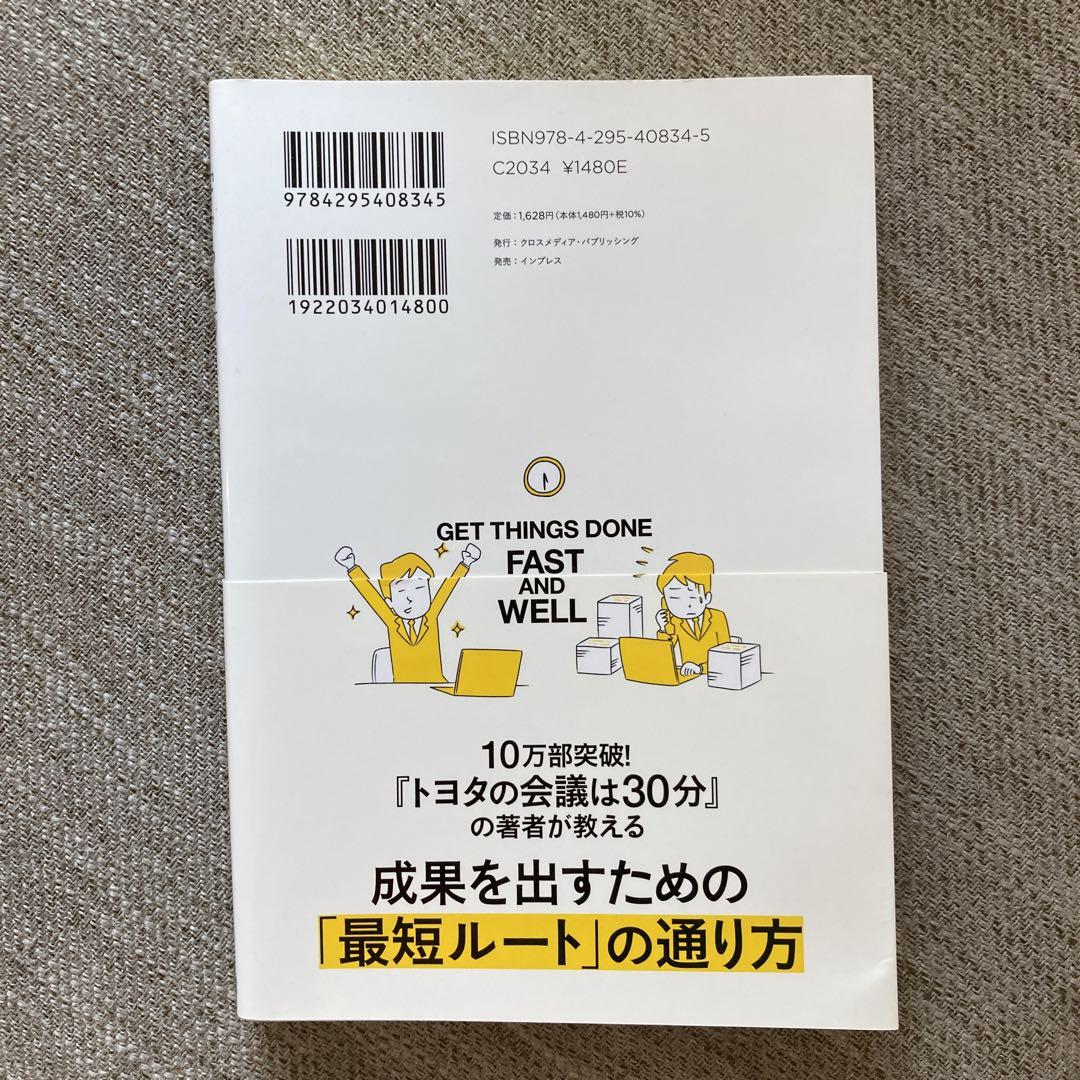 ISBN978-4-295-40834-5
C2034 ¥1480E
9784295408345
定価：1,628円（本体1,480円+税10%）
発行：クロスメディア・パブリッシング
発売：インプレス
1922034014800
GET THINGS DONE
FAST
AND
WELL
10万部突破!
『トヨタの会議は30分』
の著者が教える
成果を出すための
「最短ルート」の通り方